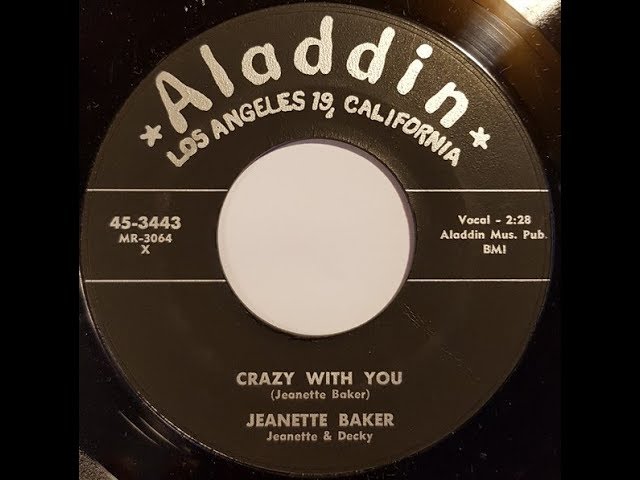 ★Aladdin★
LOS ANGELES 19, CALIFORNIA
45-3443
MR-3064
X
Vocal - 2:28
Aladdin Mus. Pub.
BMI
CRAZY WITH YOU
(Jeanette Baker)
JEANETTE BAKER
Jeanette & Decky